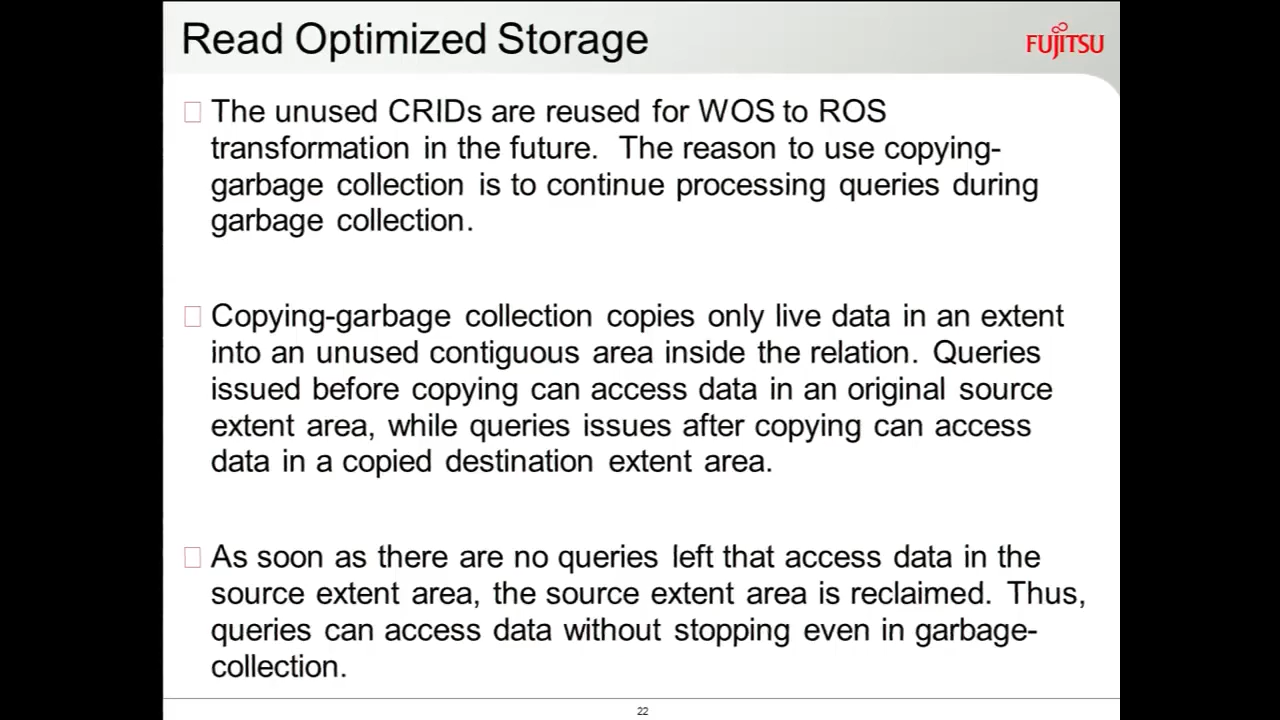 Read Optimized Storage
FUJITSU
The unused CRIDs are reused for WOS to ROS
transformation in the future. The reason to use copying-
garbage collection is to continue processing queries during
garbage collection.
Copying-garbage collection copies only live data in an extent
into an unused contiguous area inside the relation. Queries
issued before copying can access data in an original source
extent area, while queries issues after copying can access
data in a copied destination extent area.
As soon as there are no queries left that access data in the
source extent area, the source extent area is reclaimed. Thus,
queries can access data without stopping even in garbage-
collection.
22